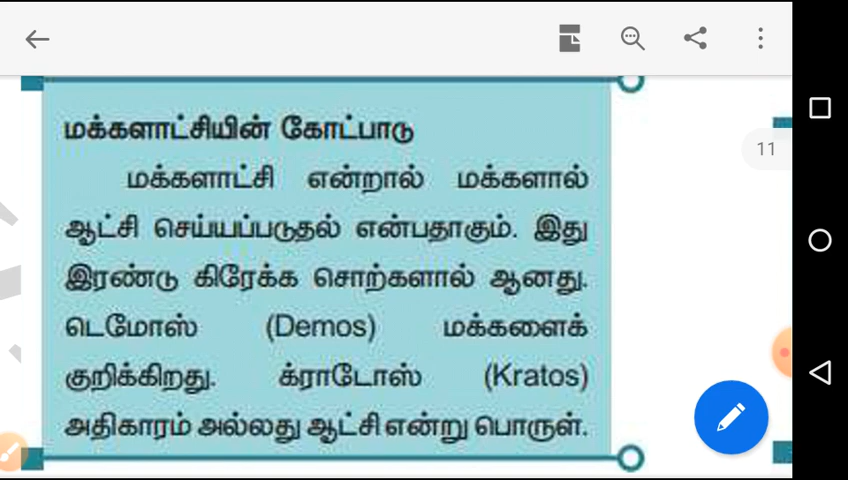 மக்களாட்சியின் கோட்பாடு
மக்களாட்சி என்றால் மக்களால்
ஆட்சி செய்யப்படுதல் என்பதாகும். இது
இரண்டு கிரேக்க சொற்களால் ஆனது.
டெமோஸ் (Demos) மக்களைக்
குறிக்கிறது. க்ராடோஸ் (Kratos)
அதிகாரம் அல்லது ஆட்சி என்று பொருள்.
11